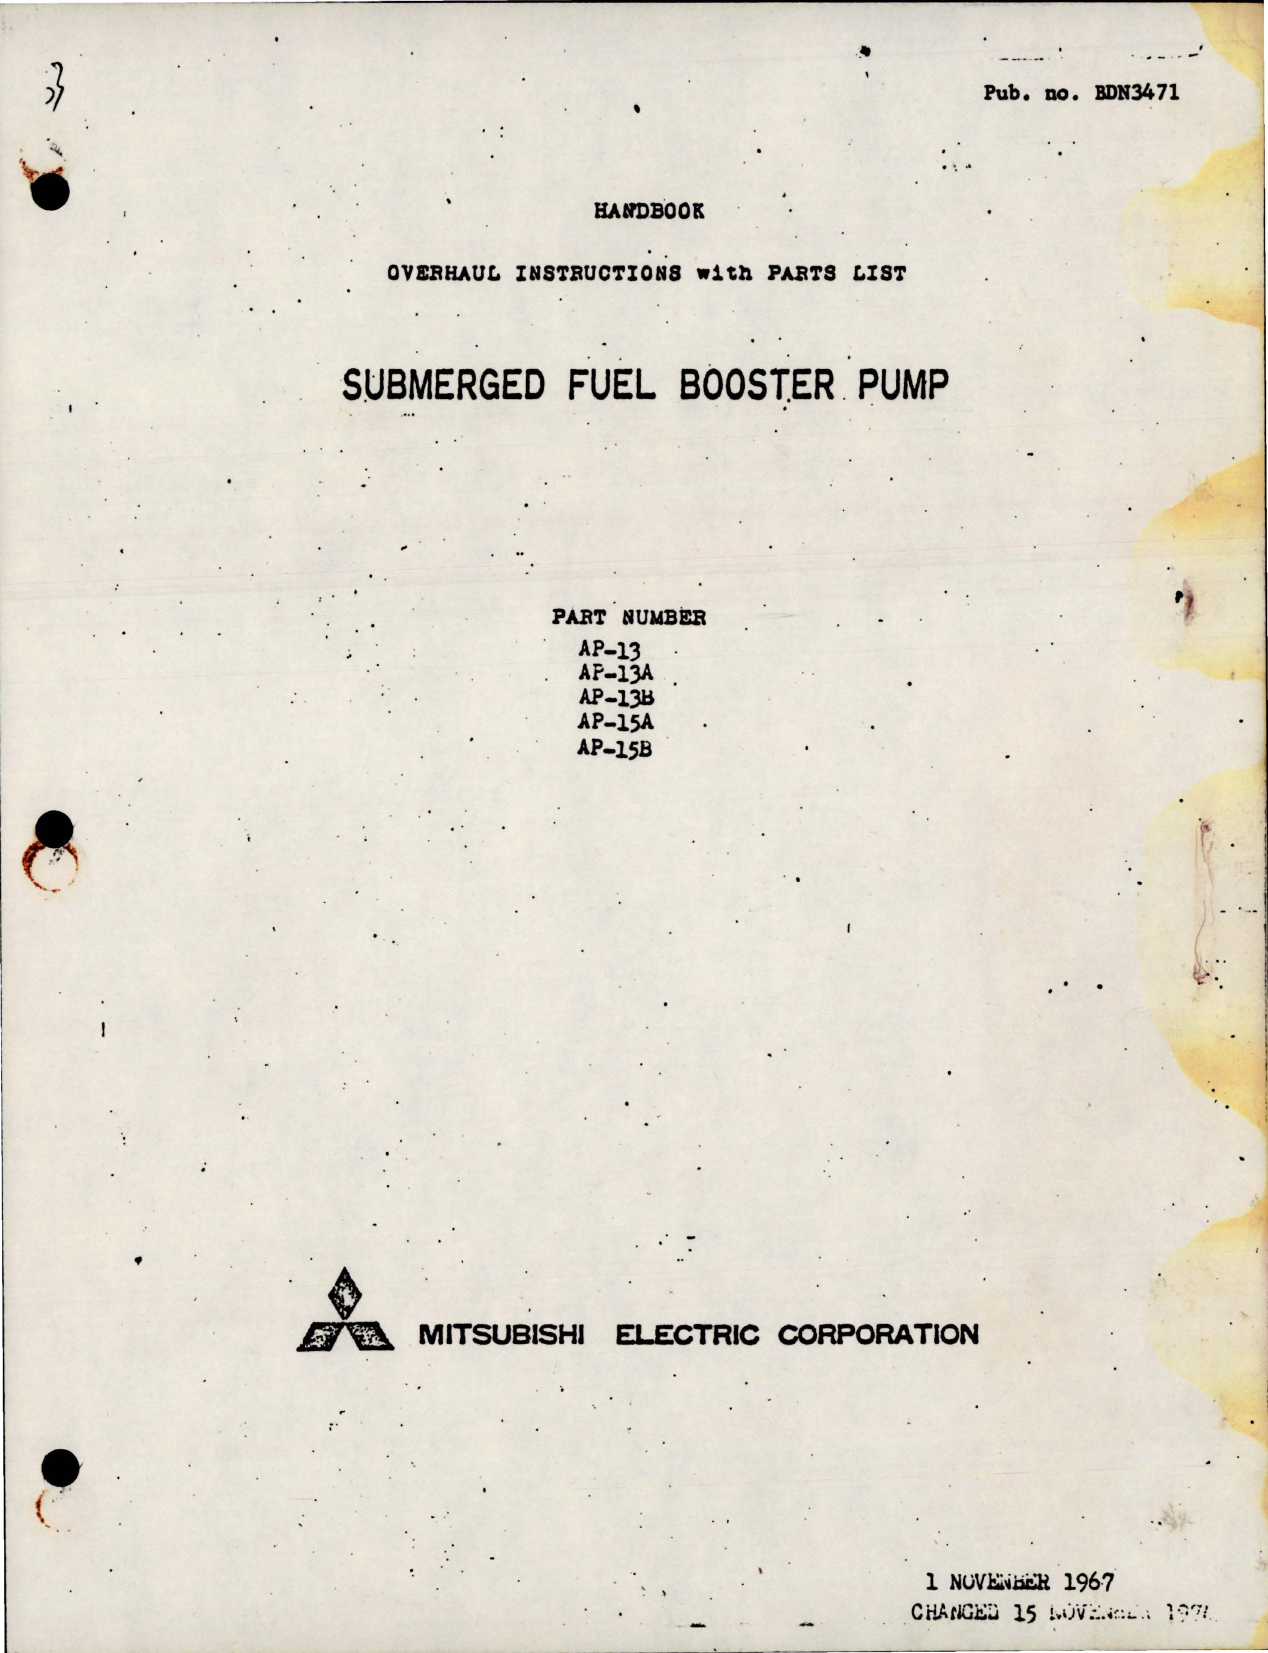 Pub. no. BDN3471
HANDBOOK
OVERHAUL INSTRUCTIONS with PARTS LIST
SUBMERGED FUEL BOOSTER PUMP
PART NUMBER
AP-13
AP-13A
AP-13B
AP-15A
AP-15B
MITSUBISHI ELECTRIC CORPORATION
1 NOVEMBER 1967
CHANGED 15 NOVEMBER